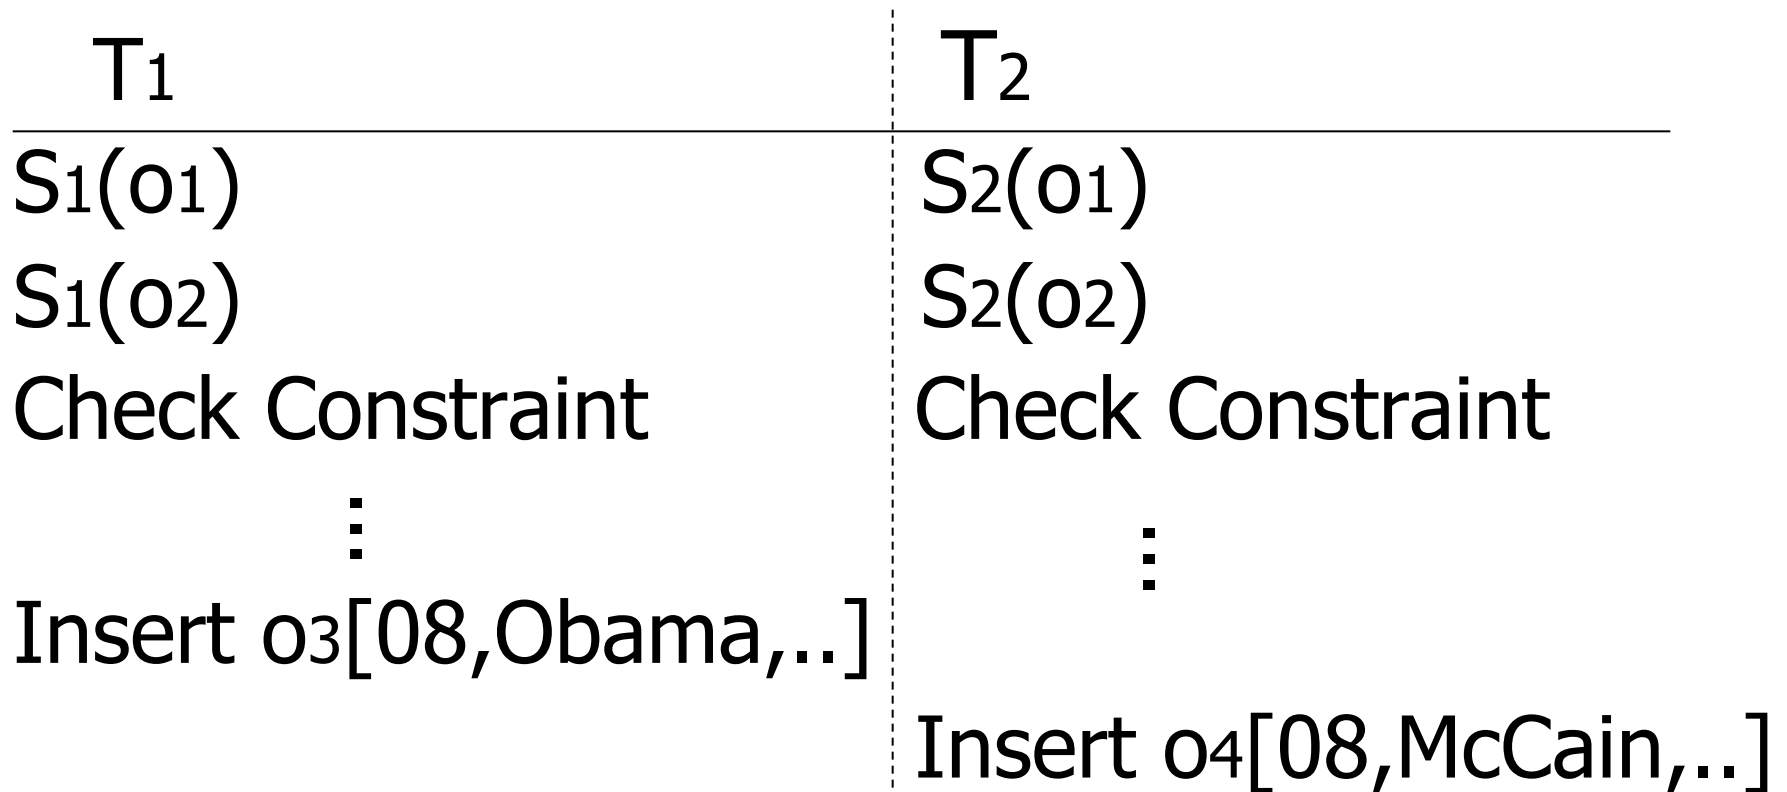 T1 T2
S1(o1) S2(o1)
S1(o2) S2(o2)
Check Constraint Check Constraint
⋮ ⋮
Insert o3[08,Obama,..]
Insert o4[08,McCain,..]